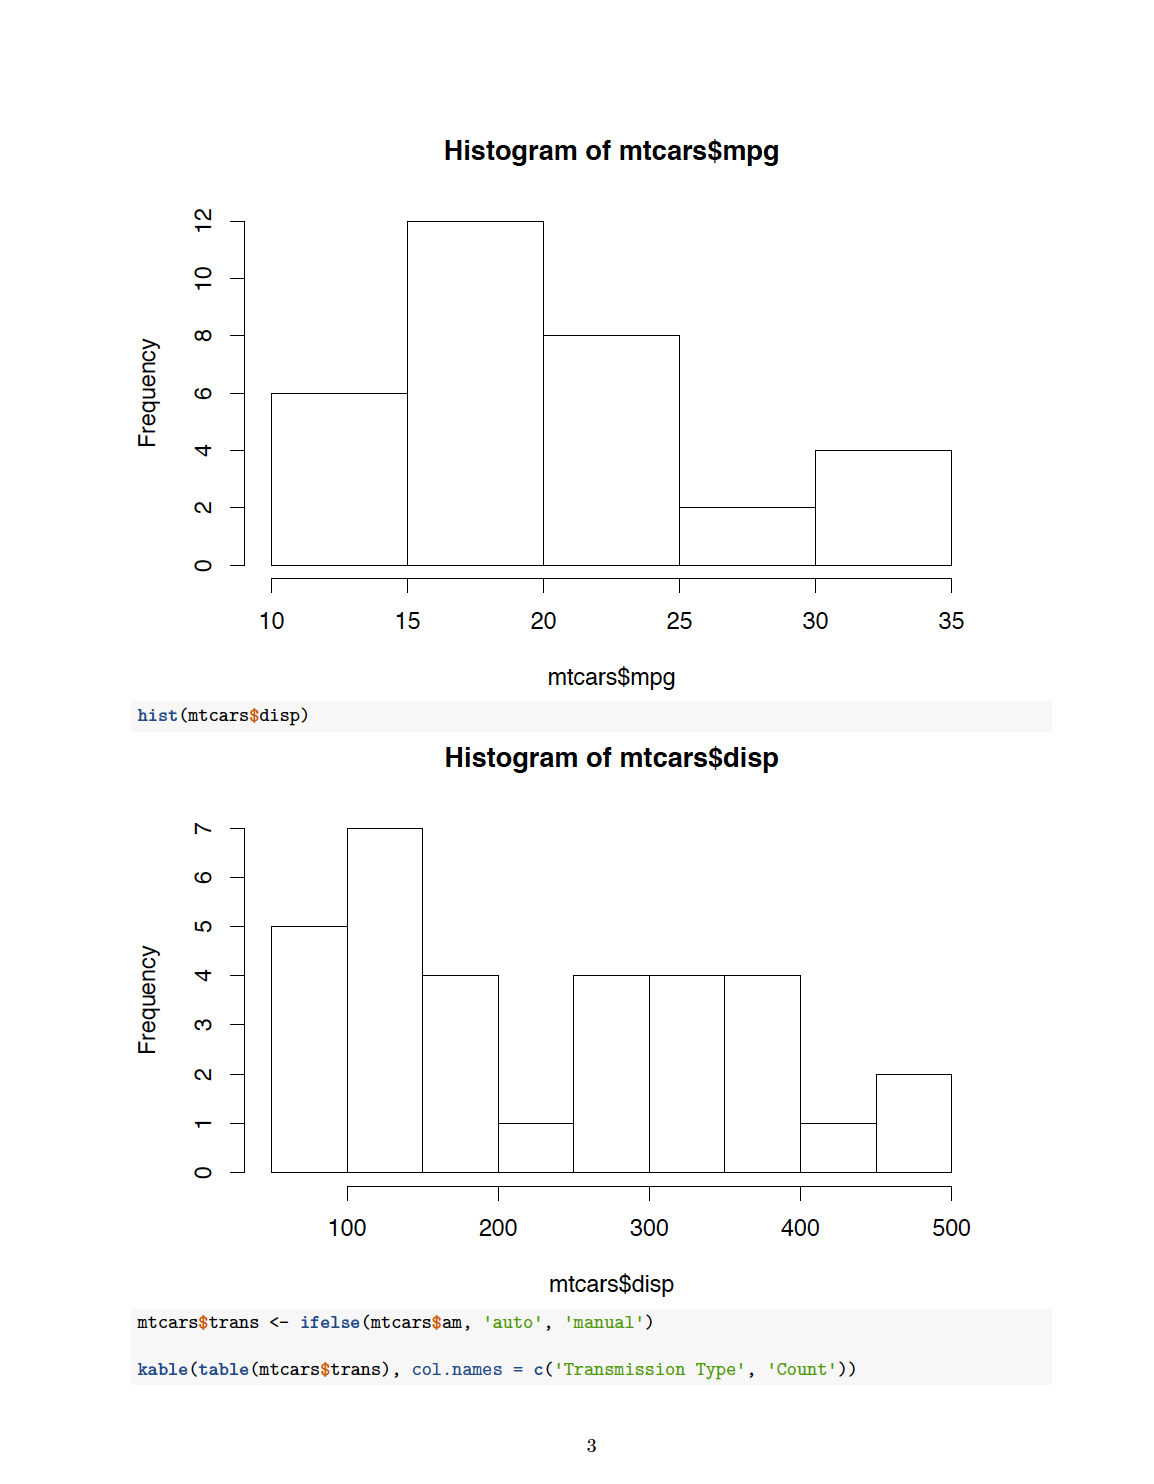 Histogram of mtcars$mpg
12
10
8
6
4
2
0
Frequency
10 15 20 25 30 35
mtcars$mpg
hist(mtcars$disp)
Histogram of mtcars$disp
7
6
5
4
3
2
1
0
Frequency
100 200 300 400 500
mtcars$disp
mtcars$trans <- ifelse(mtcars$am, 'auto', 'manual')
kable(table(mtcars$trans), col.names = c('Transmission Type', 'Count'))
3